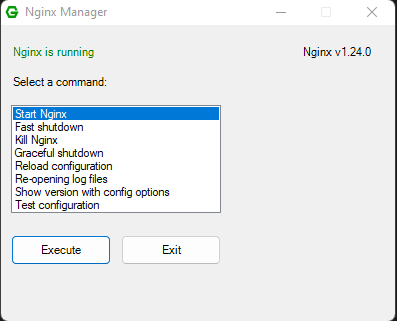 Nginx Manager
Nginx is running
Nginx v1.24.0
Select a command:
Start Nginx
Fast shutdown
Kill Nginx
Graceful shutdown
Reload configuration
Re-opening log files
Show version with config options
Test configuration
Execute
Exit